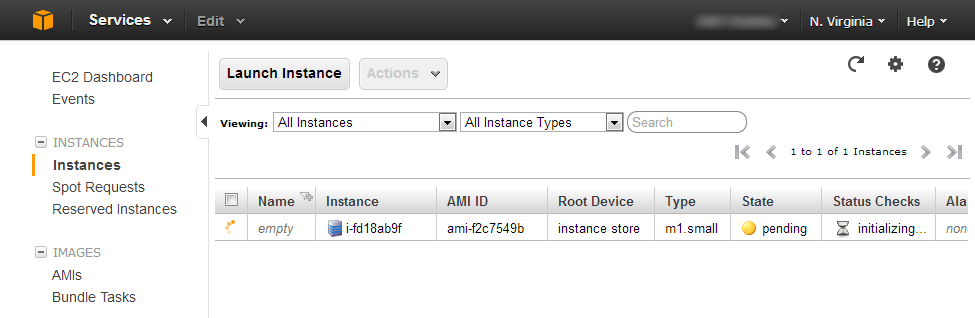 Services Edit N. Virginia Help
EC2 Dashboard
Events
INSTANCES
Instances
Spot Requests
Reserved Instances
IMAGES
AMIs
Bundle Tasks
Launch Instance Actions
Viewing: All Instances All Instance Types Search
1 to 1 of 1 Instances
Name Instance AMI ID Root Device Type State Status Checks Ala
empty i-fd18ab9f ami-f2c7549b instance store m1.small pending initializing... non